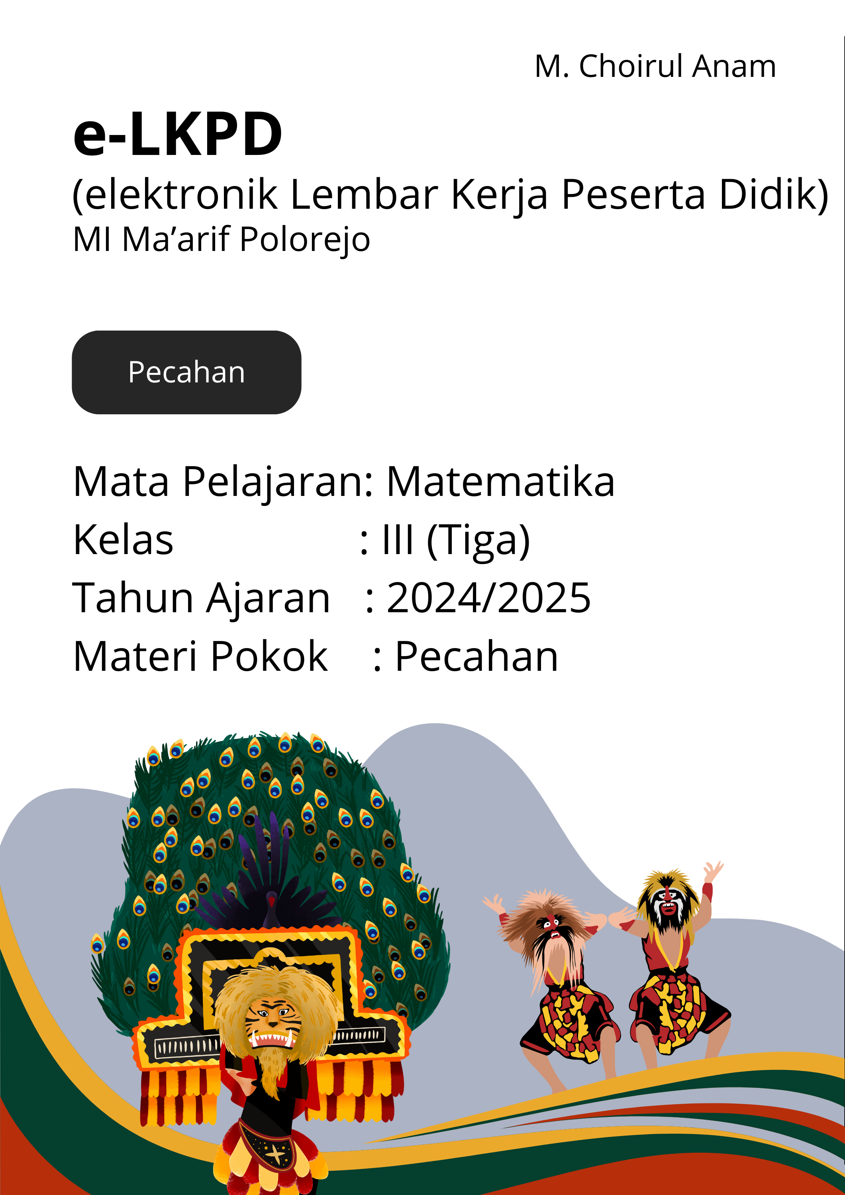 M. Choirul Anam
e-LKPD
(elektronik Lembar Kerja Peserta Didik)
MI Ma’arif Polorejo
Pecahan
Mata Pelajaran: Matematika
Kelas : III (Tiga)
Tahun Ajaran : 2024/2025
Materi Pokok : Pecahan